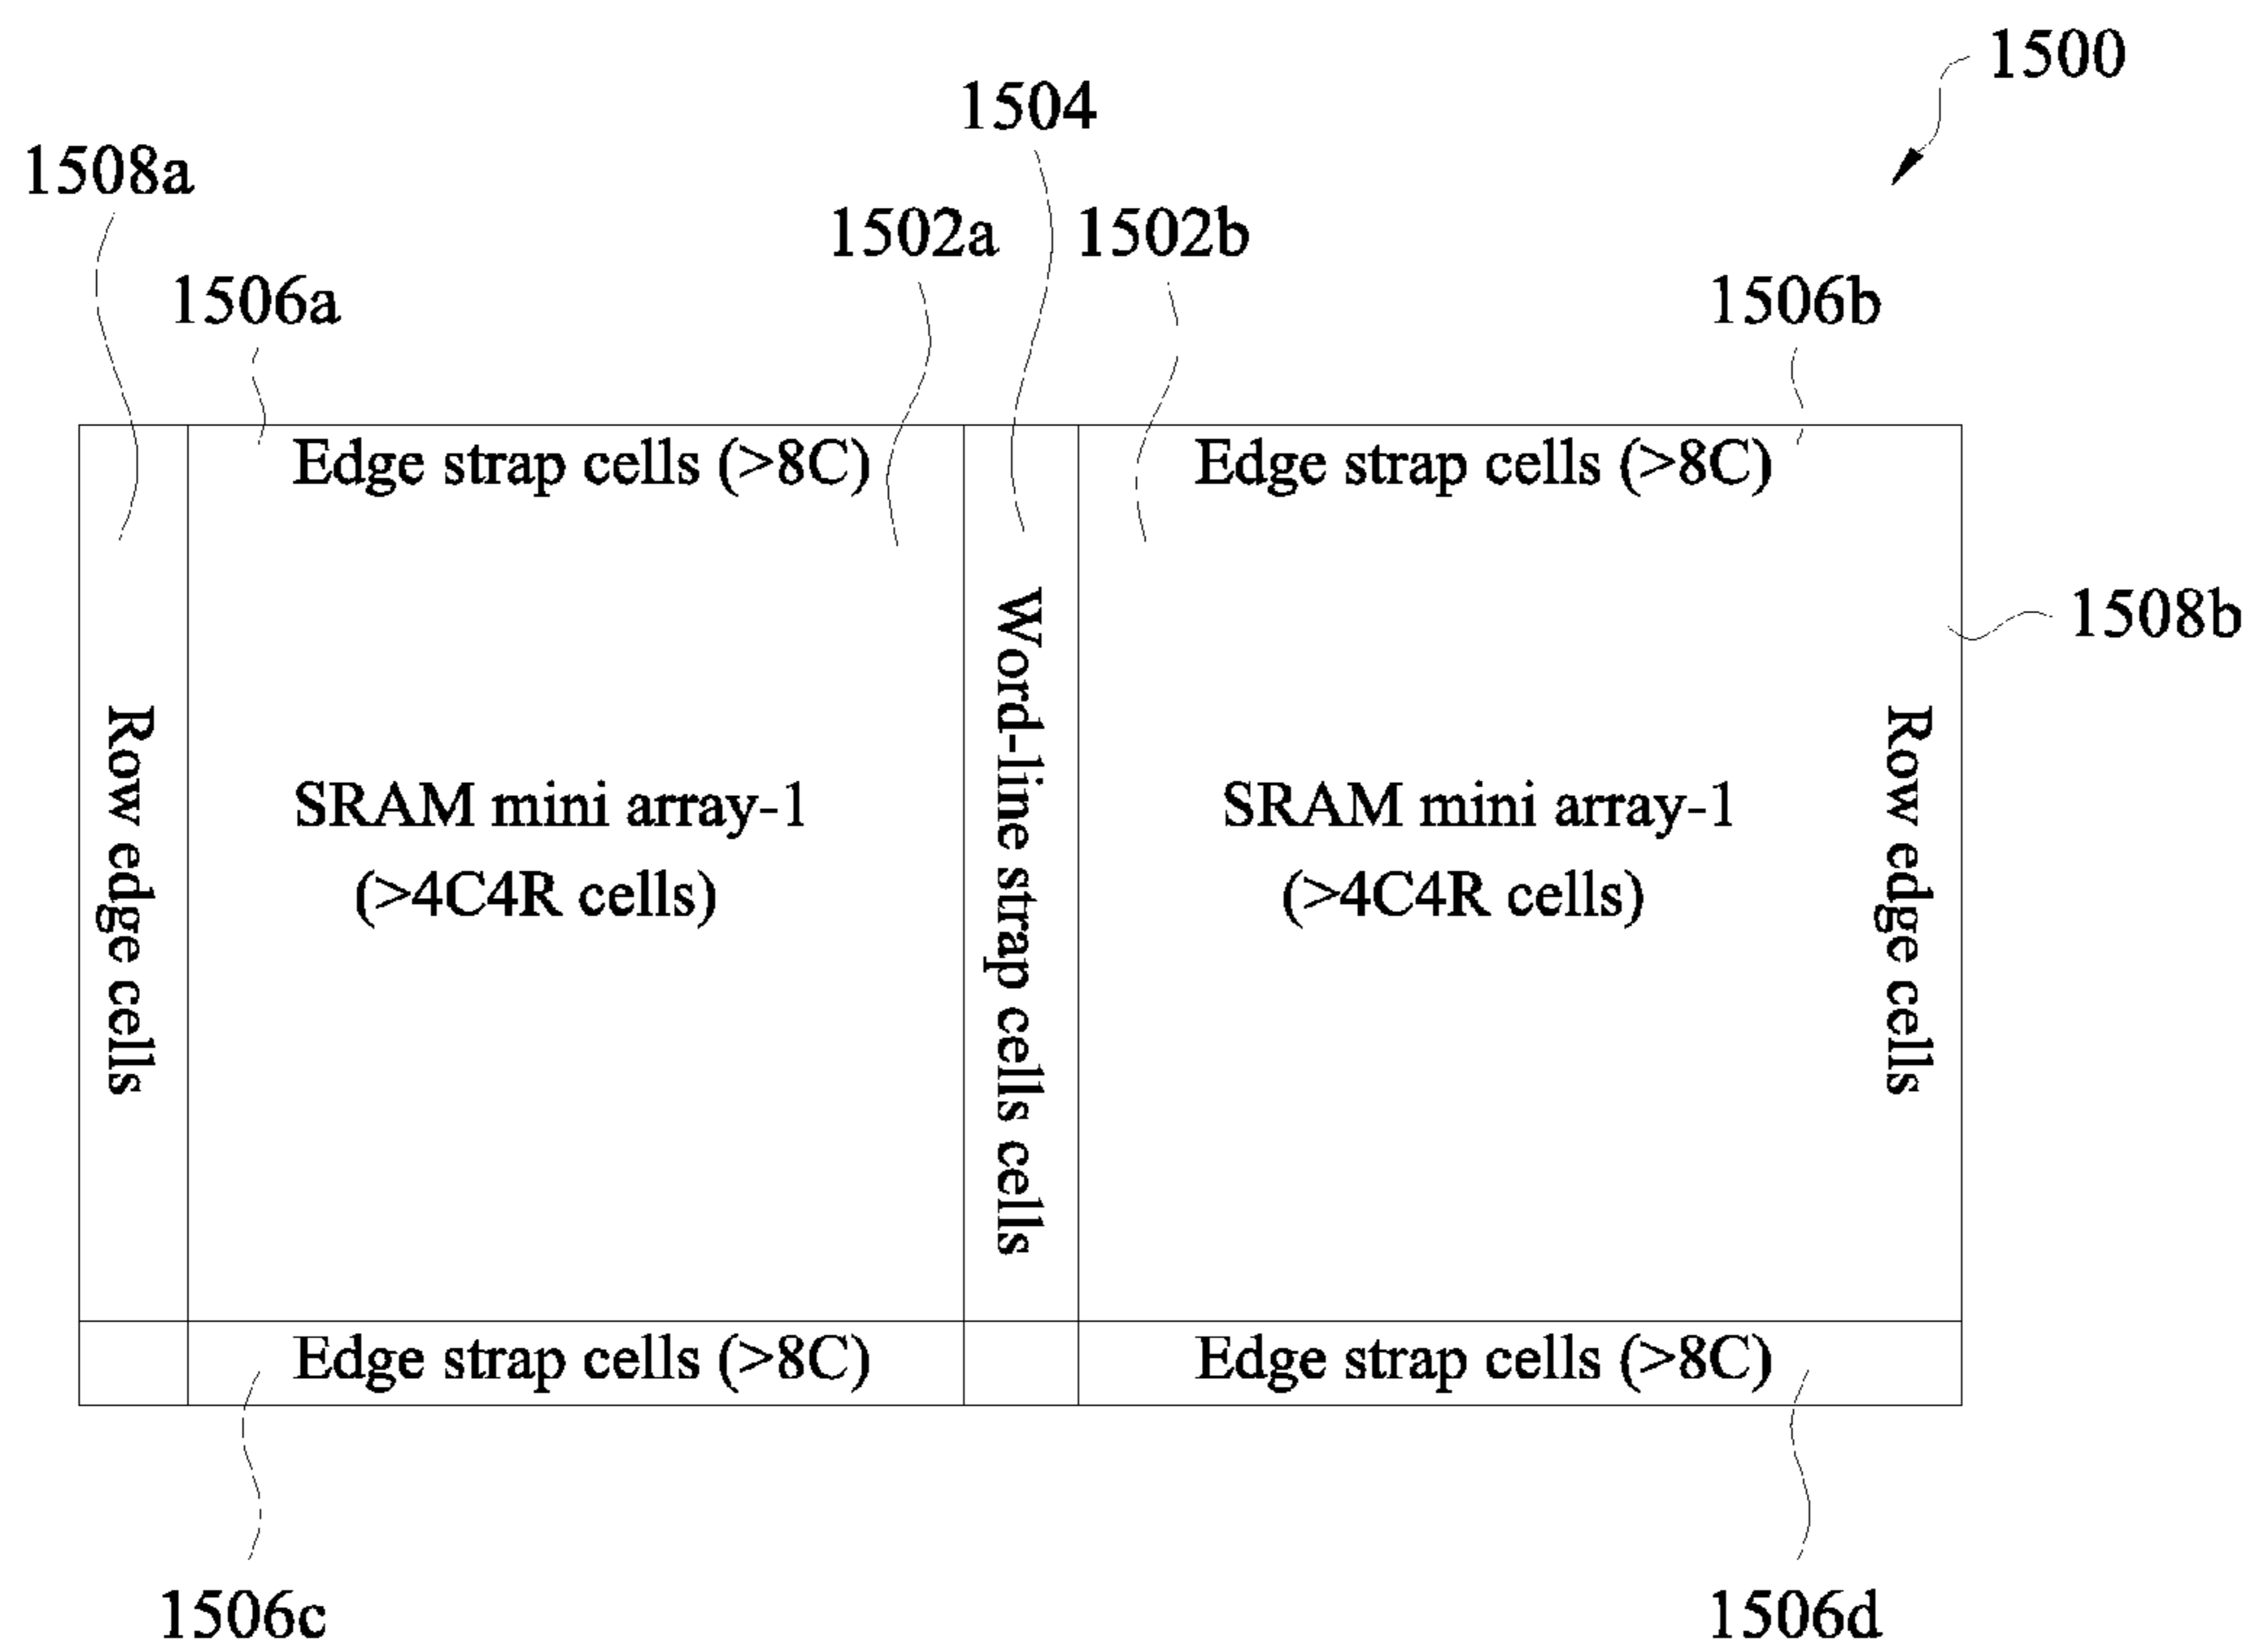 1500
1504
1508a
1502a
1502b
1506a
1506b
Edge strap cells (>8C)
Edge strap cells (>8C)
1508b
Row edge cells
SRAM mini array-1
(>4C4R cells)
Word-line strap cells cells
SRAM mini array-1
(>4C4R cells)
Row edge cells
Edge strap cells (>8C)
Edge strap cells (>8C)
1506c
1506d